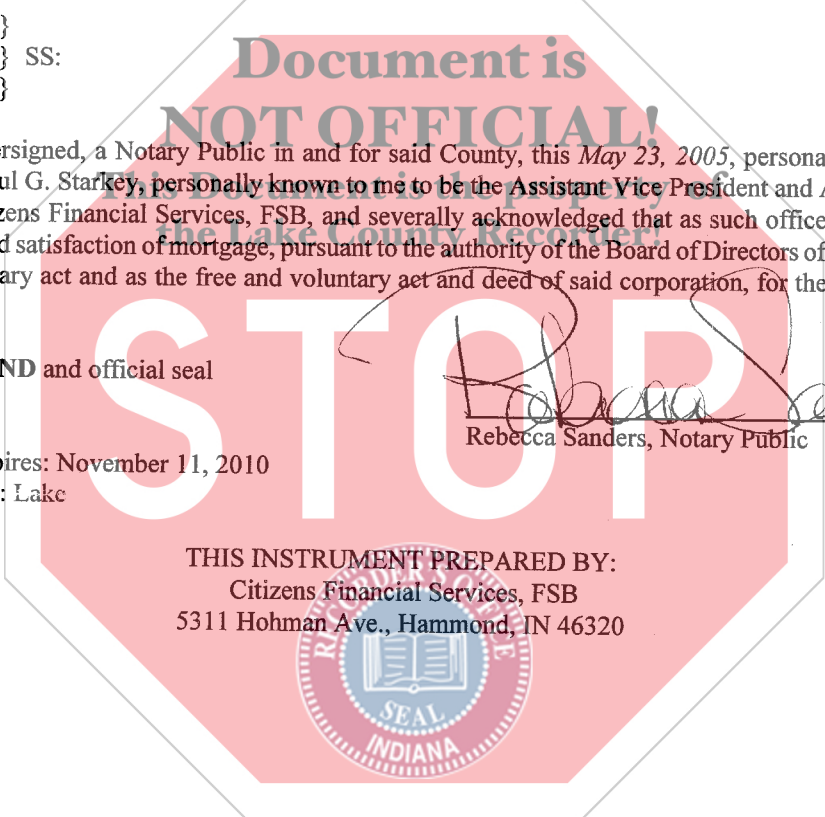 }
} SS:
}
Document is
NOT OFFICIAL!
This Document is the property of
the Lake County Recorder!
rsigned, a Notary Public in and for said County, this May 23, 2005, persona
ul G. Starkey, personally known to me to be the Assistant Vice President and A
zens Financial Services, FSB, and severally acknowledged that as such office
d satisfaction of mortgage, pursuant to the authority of the Board of Directors of
ary act and as the free and voluntary act and deed of said corporation, for the
STOP
ND and official seal
Rebecca Sanders, Notary Public
ires: November 11, 2010
: Lake
THIS INSTRUMENT PREPARED BY:
Citizens Financial Services, FSB
5311 Hohman Ave., Hammond, IN 46320
RECORDER'S OFFICE
SEAL
INDIANA